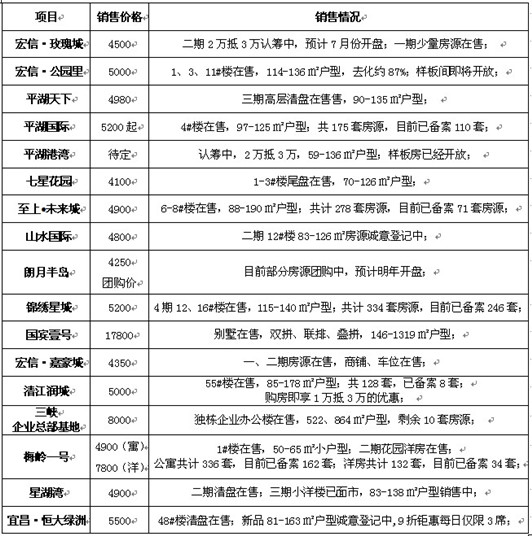 项目 销售价格 销售情况
宏信·玫瑰城 4500 二期2万抵3万认筹中，预计7月份开盘；一期少量房源在售；
宏信·公园里 5000 1、3、11#楼在售，114-136㎡户型，去化约87%；样板间即将开放；
平湖天下 4980 三期高层清盘在售售，90-135㎡户型；
平湖国际 5200起 4#楼在售，97-125㎡户型；共175套房源，目前已备案110套；
平湖港湾 待定 认筹中，2万抵3万，59-136㎡户型；样板房已经开放；
七星花园 4100 1-3#楼尾盘在售，70-126㎡户型；
至上·未来城 4900 6-8#楼在售，88-190㎡户型；共计278套房源，目前已备案71套房源；
山水国际 4800 二期12#楼83-126㎡房源诚意登记中；
朗月半岛 4250 目前部分房源团购中，预计明年开盘；
团购价
锦绣星城 5200 4期12、16#楼在售，115-140㎡户型；共计334套房源，目前已备案246套；
国宾壹号 17800 别墅在售，双拼、联排、叠拼，146-1319㎡户型；
宏信·嘉豪城 4350 一、二期房源在售，商铺、车位在售；
清江润城 5000 55#楼在售，85-178㎡户型；共128套，已备案8套；
购房即享1万抵3万的优惠；
三峡
企业总部基地 8000 独栋企业办公楼在售，522、864㎡户型，剩余10套房源；
梅岭一号 4900（寓） 1#楼在售，50-65㎡小户型；二期花园洋房在售；
7800（洋） 公寓共计336套，目前已备案162套；洋房共计132套，目前已备案34套；
星湖湾 4900 二期清盘在售；三期小洋楼已面市，83-138㎡户型销售中；
宜昌·恒大绿洲 5500 48#楼清盘在售；新品81-163㎡户型诚意登记中,9折钜惠每日仅限3席；